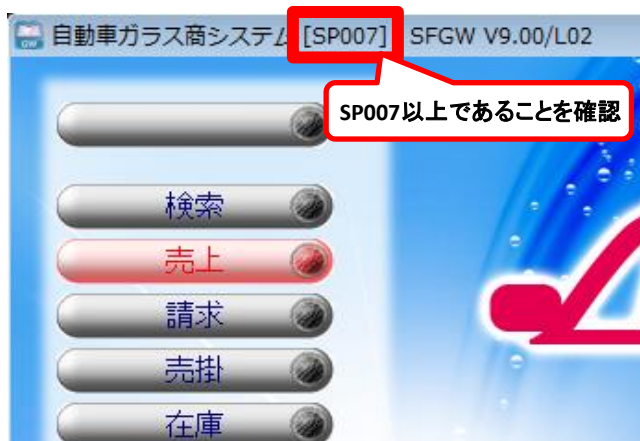 自動車ガラス商システム [SP007] SFGW V9.00/L02
SP007以上であることを確認
検索
売上
請求
売掛
在庫
GW